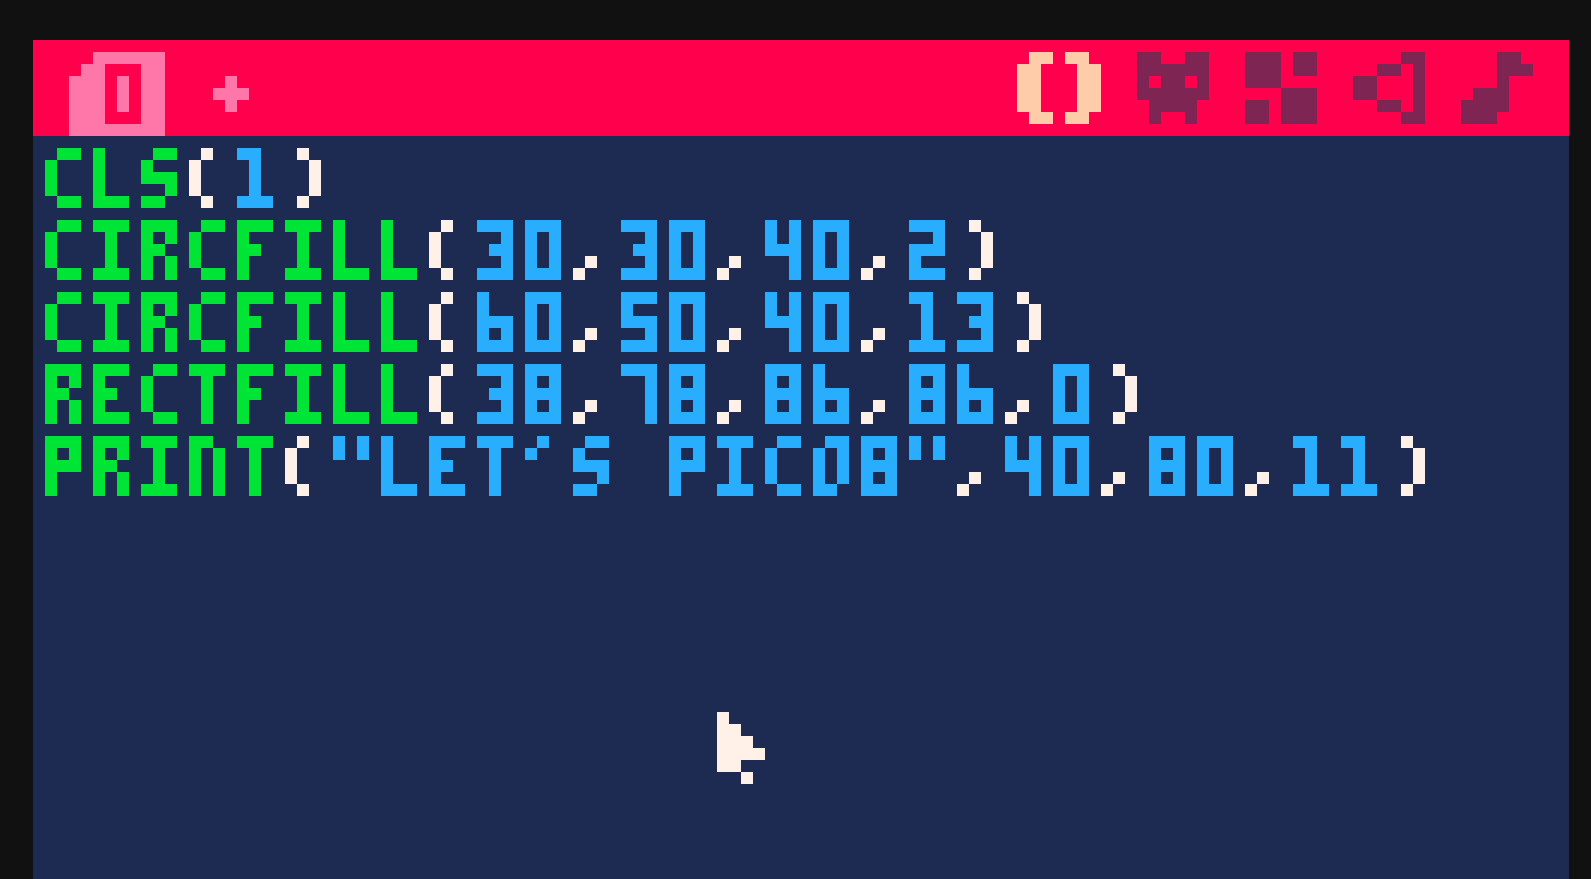 0 +
CLS(1)
CIRCFILL(30,30,40,2)
CIRCFILL(60,50,40,13)
RECTFILL(38,78,86,86,0)
PRINT("LET'S PICO8",40,80,11)